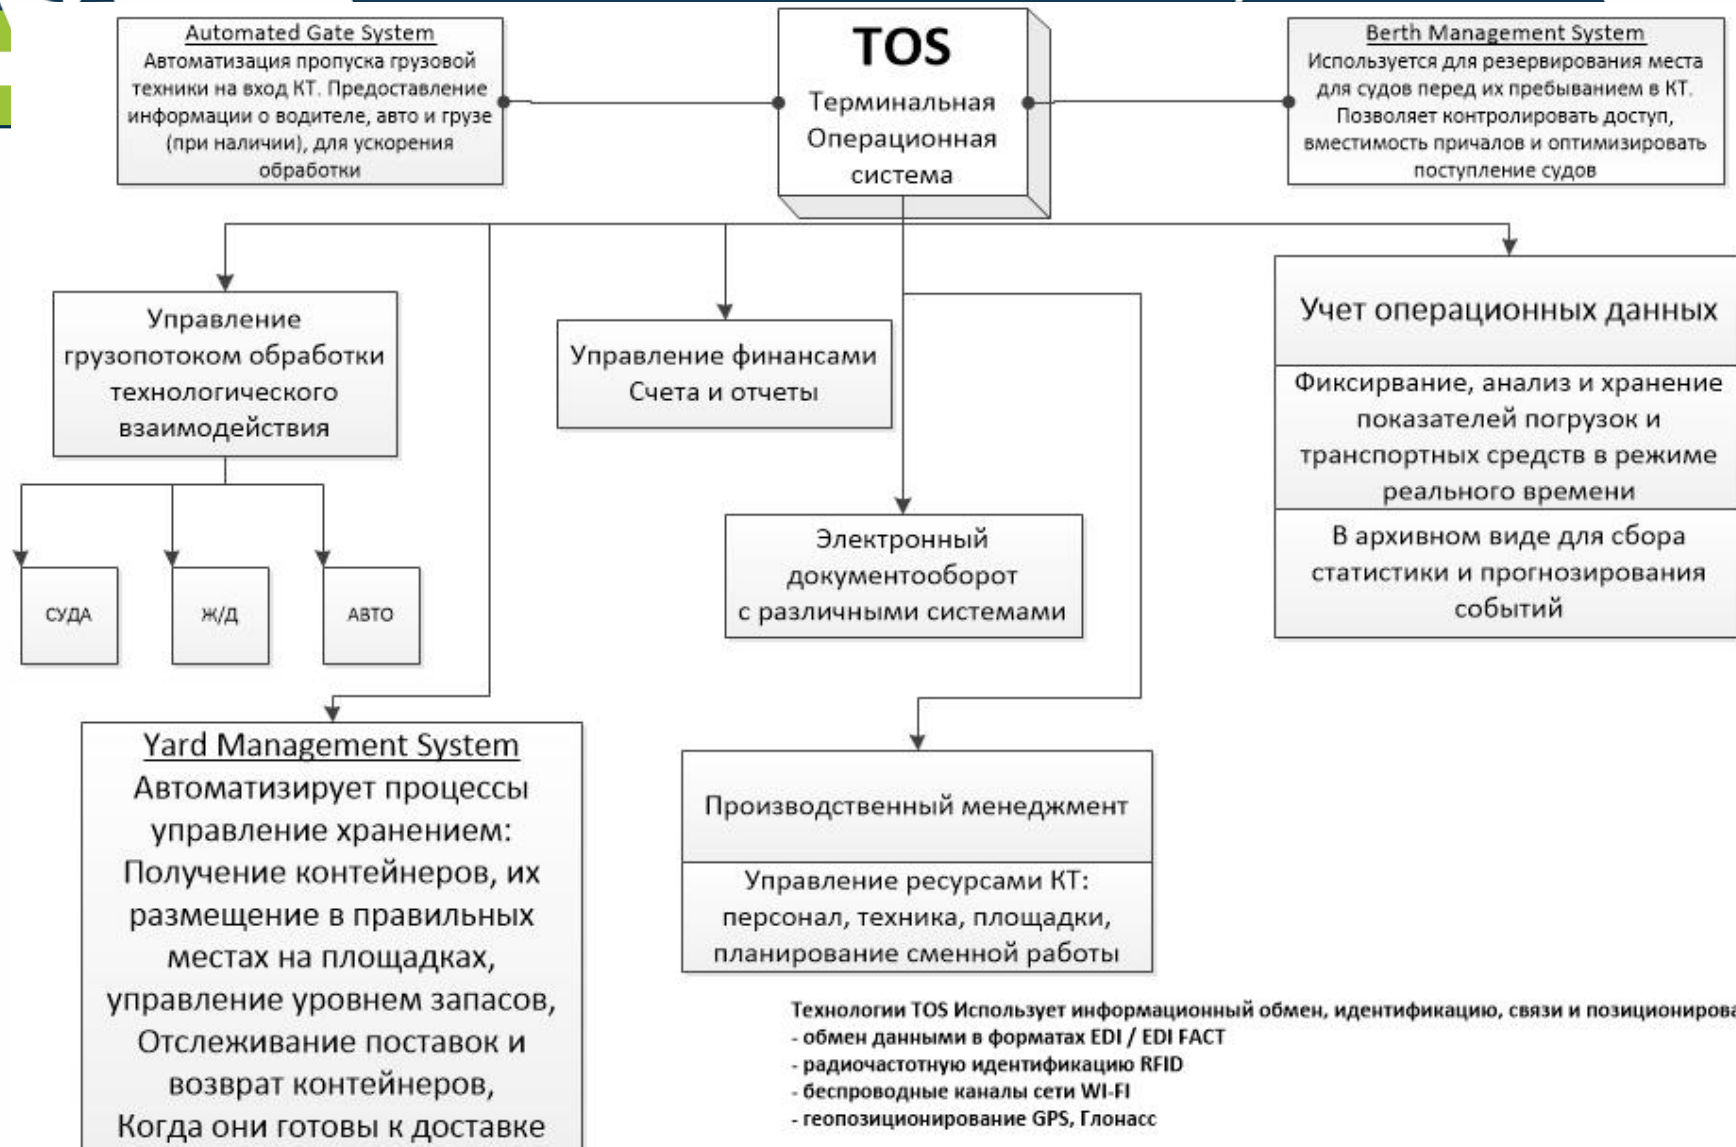 Automated Gate System
Автоматизация пропуска грузовой
техники на вход КТ. Предоставление
информации о водителе, авто и грузе
(при наличии), для ускорения
обработки
TOS
Терминальная
Операционная
система
Berth Management System
Используется для резервирования места
для судов перед их пребыванием в КТ.
Позволяет контролировать доступ,
вместимость причалов и оптимизировать
поступление судов
Управление
грузопотоком обработки
технологического
взаимодействия
СУДА
Ж/Д
АВТО
Управление финансами
Счета и отчеты
Электронный
документооборот
с различными системами
Учет операционных данных
Фиксирвание, анализ и хранение
показателей погрузок и
транспортных средств в режиме
реального времени
В архивном виде для сбора
статистики и прогнозирования
событий
Yard Management System
Автоматизирует процессы
управление хранением:
Получение контейнеров, их
размещение в правильных
местах на площадках,
управление уровнем запасов,
Отслеживание поставок и
возврат контейнеров,
Когда они готовы к доставке
Производственный менеджмент
Управление ресурсами КТ:
персонал, техника, площадки,
планирование сменной работы
Технологии TOS Использует информационный обмен, идентификацию, связи и позиционирова
- обмен данными в форматах EDI / EDI FACT
- радиочастотную идентификацию RFID
- беспроводные каналы сети WI-FI
- геопозиционирование GPS, Глонасс